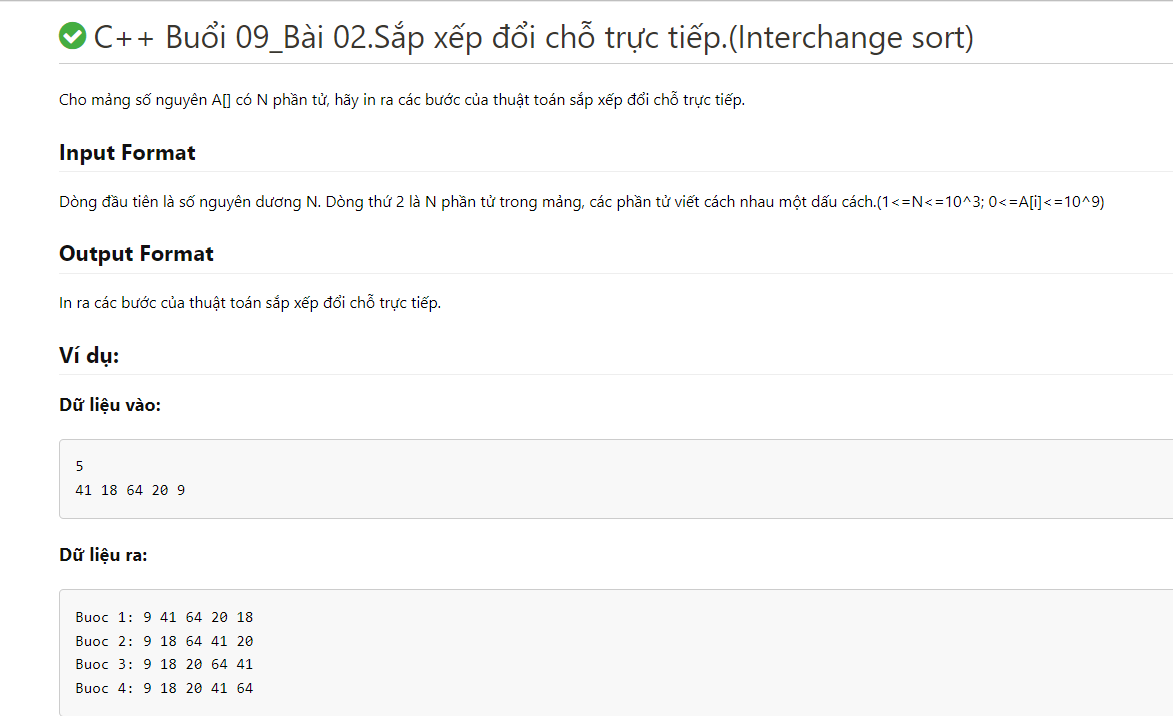 C++ Buổi 09_Bài 02.Sắp xếp đổi chỗ trực tiếp.(Interchange sort)
Cho mảng số nguyên A[] có N phần tử, hãy in ra các bước của thuật toán sắp xếp đổi chỗ trực tiếp.
Input Format
Dòng đầu tiên là số nguyên dương N. Dòng thứ 2 là N phần tử trong mảng, các phần tử viết cách nhau một dấu cách.(1<=N<=10^3; 0<=A[i]<=10^9)
Output Format
In ra các bước của thuật toán sắp xếp đổi chỗ trực tiếp.
Ví dụ:
Dữ liệu vào:
5
41 18 64 20 9
Dữ liệu ra:
Buoc 1: 9 41 64 20 18
Buoc 2: 9 18 64 41 20
Buoc 3: 9 18 20 64 41
Buoc 4: 9 18 20 41 64